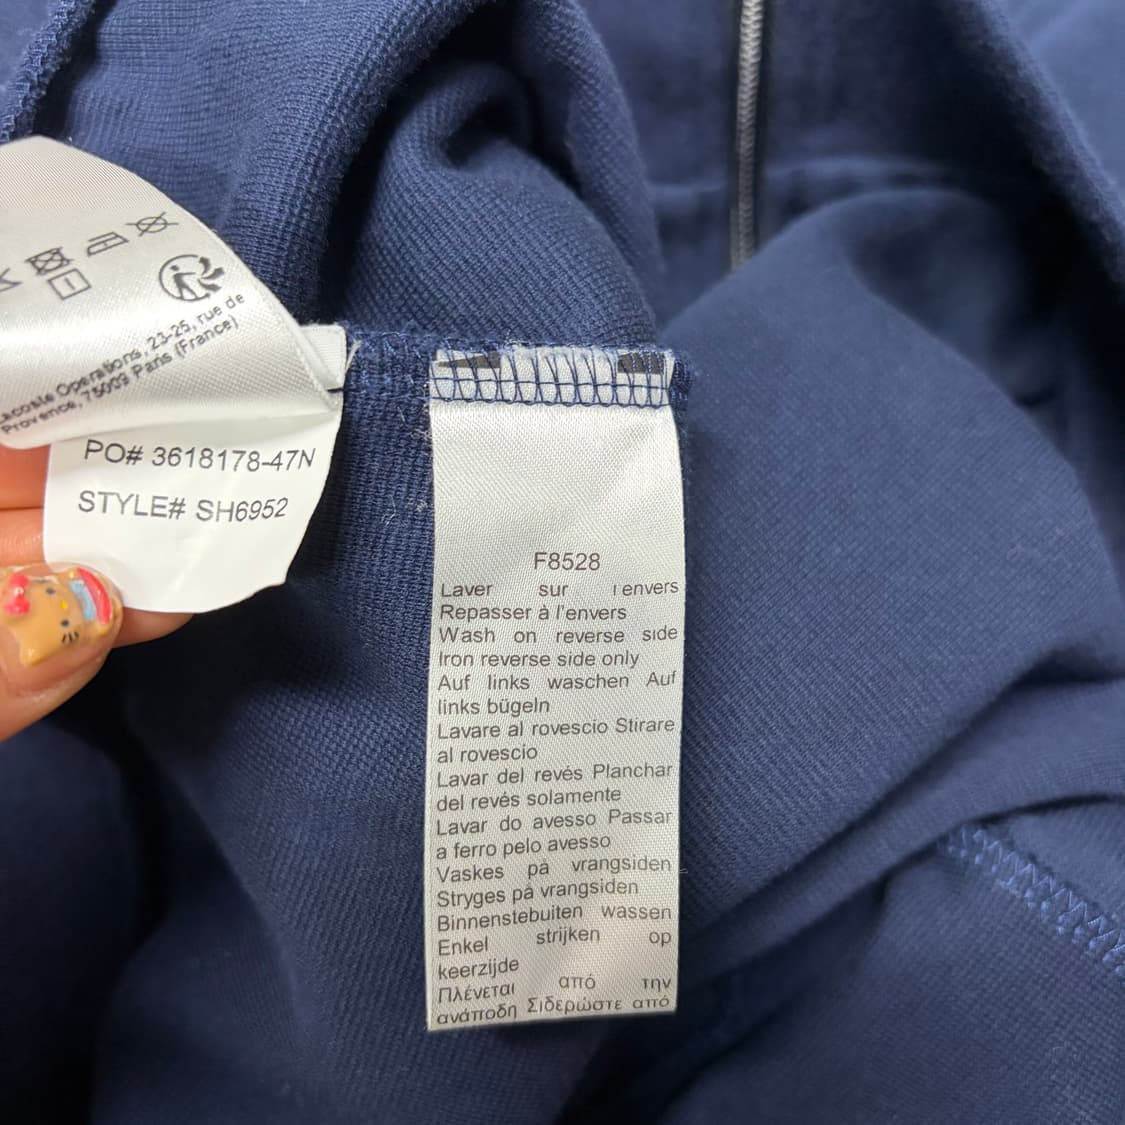 Lacoste Operations, 23-25, rue de
Provence, 75009 Paris (France)
PO# 3618178-47N
STYLE# SH6952
F8528
Laver sur l'envers
Repasser à l'envers
Wash on reverse side
Iron reverse side only
Auf links waschen Auf
links bügeln
Lavare al rovescio Stirare
al rovescio
Lavar del revés Planchar
del revés solamente
Lavar do avesso Passar
a ferro pelo avesso
Vaskes på vrangsiden
Stryges på vrangsiden
Binnenstebuiten wassen
Enkel strijken op
keerzijde
Πλένεται από την
ανάποδη Σιδερώστε από